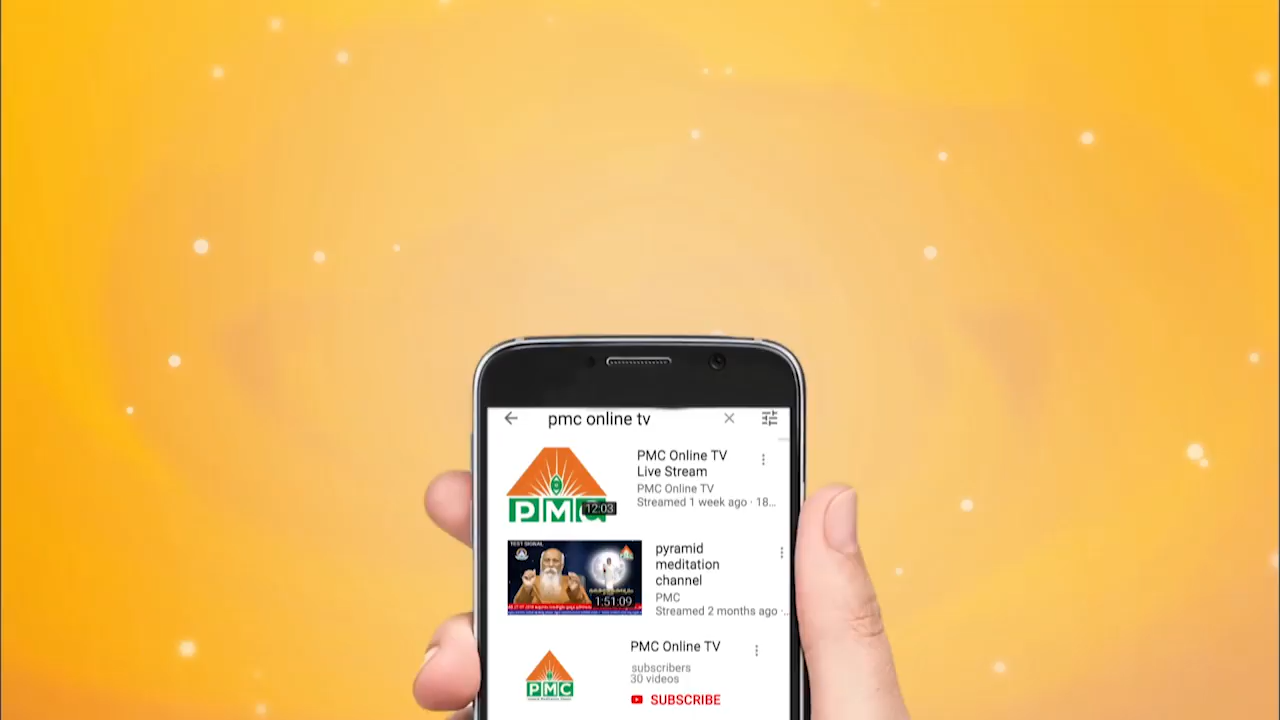 pmc online tv
PMC Online TV
Live Stream
PMC Online TV
Streamed 1 week ago · 18...
PMC
12:03
pyramid
meditation
channel
PMC
Streamed 2 months ago ·..
TEST SIGNAL
1:51:09
PMC Online TV
subscribers
30 videos
SUBSCRIBE
PMC